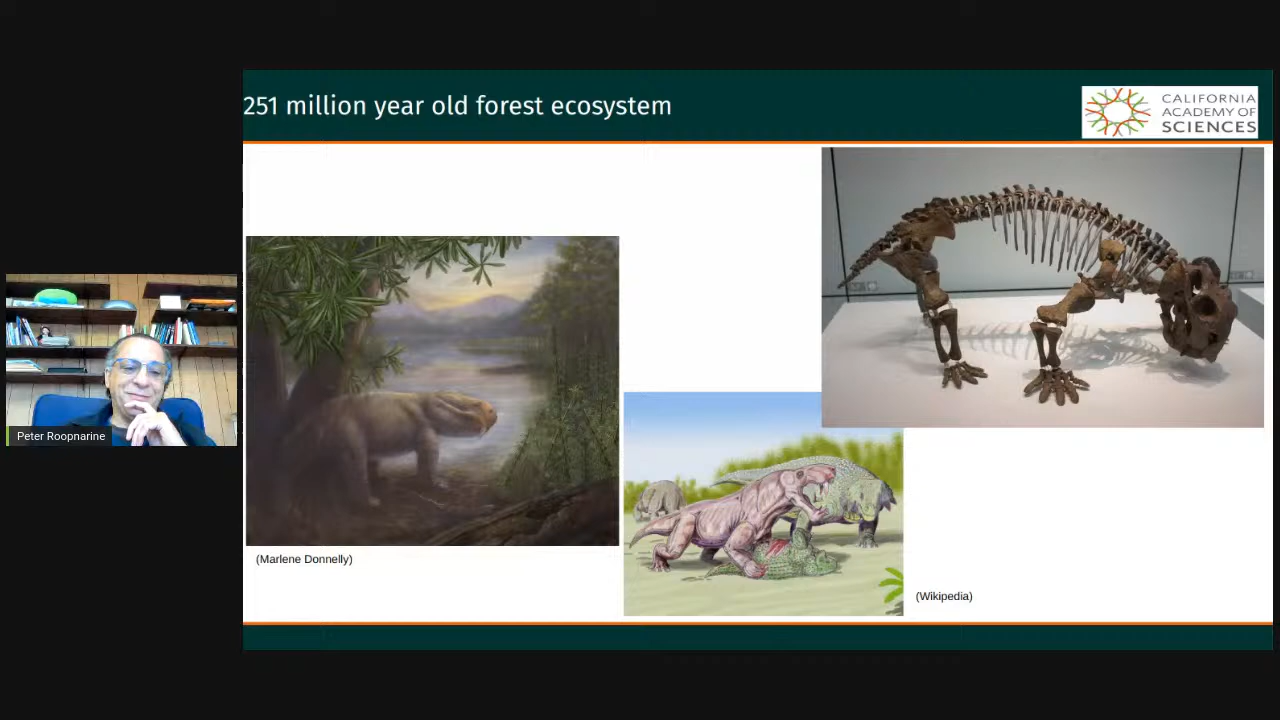 251 million year old forest ecosystem
CALIFORNIA
ACADEMY OF
SCIENCES
Peter Roopnarine
(Marlene Donnelly)
(Wikipedia)